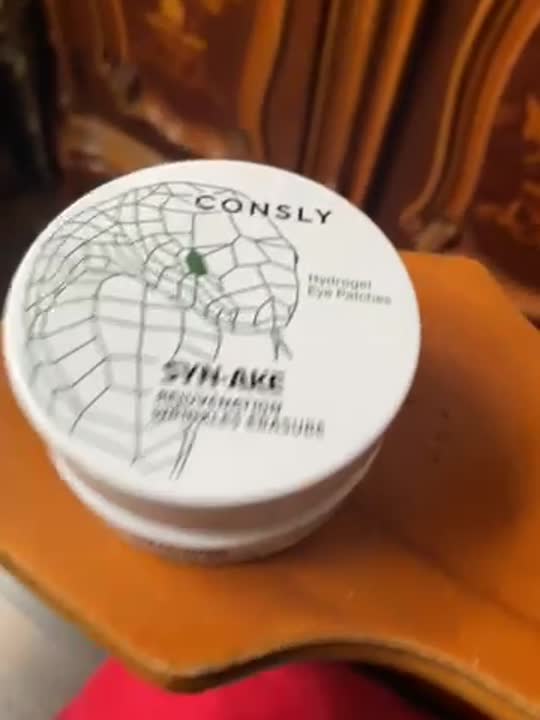 CONSLY
Hydrogel
Eye Patches
SYN-AKE
REJUVENATION
WRINKLES ERASURE